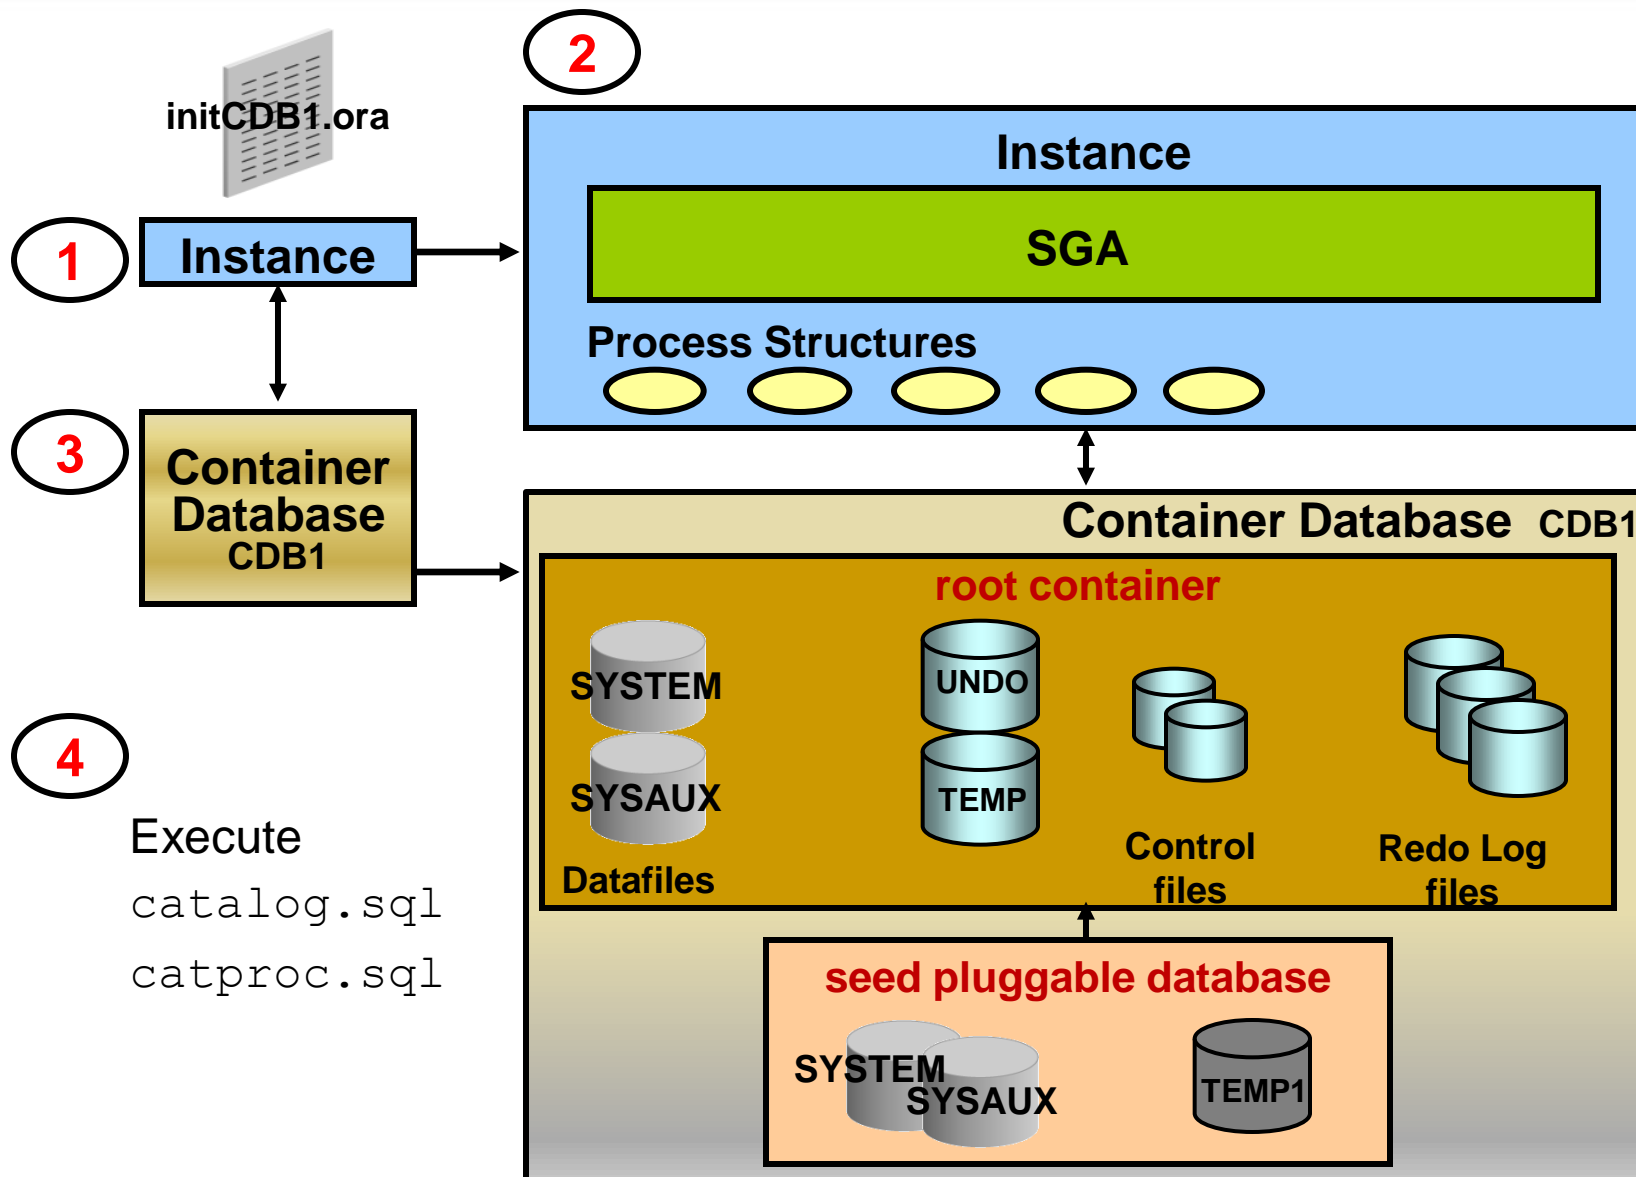 2
initCDB1.ora
Instance
SGA
1
Instance
Process Structures
3
Container
Database
CDB1
Container Database CDB1
root container
SYSTEM
UNDO
SYSAUX
TEMP
Datafiles
Control
files
Redo Log
files
4
Execute
catalog.sql
catproc.sql
seed pluggable database
SYSTEM
SYSAUX
TEMP1